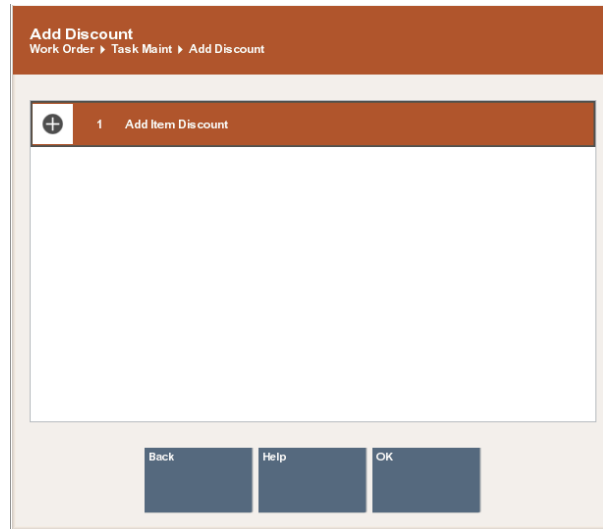 Add Discount
Work Order ▸ Task Maint ▸ Add Discount
1 Add Item Discount
Back Help OK